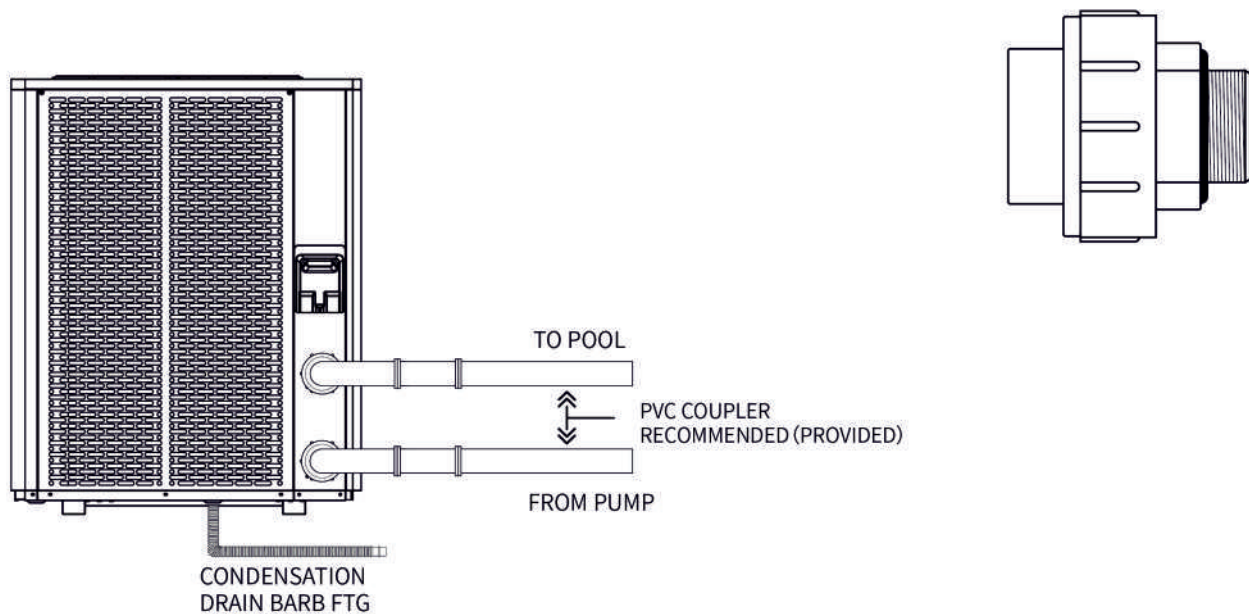 TO POOL
PVC COUPLER
RECOMMENDED (PROVIDED)
FROM PUMP
CONDENSATION
DRAIN BARB FTG